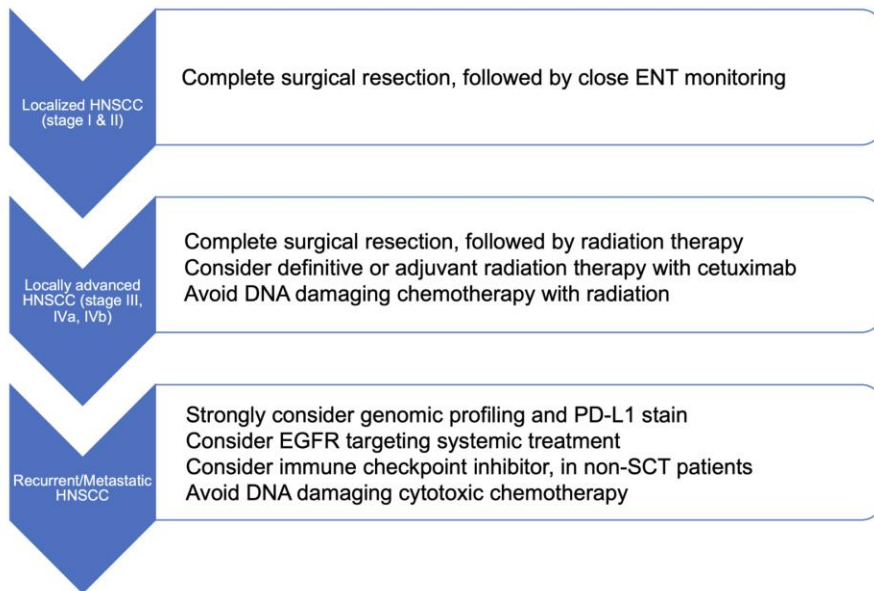 Localized HNSCC
(stage I & II)
Complete surgical resection, followed by close ENT monitoring
Locally advanced
HNSCC (stage III,
IVa, IVb)
Complete surgical resection, followed by radiation therapy
Consider definitive or adjuvant radiation therapy with cetuximab
Avoid DNA damaging chemotherapy with radiation
Recurrent/Metastatic
HNSCC
Strongly consider genomic profiling and PD-L1 stain
Consider EGFR targeting systemic treatment
Consider immune checkpoint inhibitor, in non-SCT patients
Avoid DNA damaging cytotoxic chemotherapy